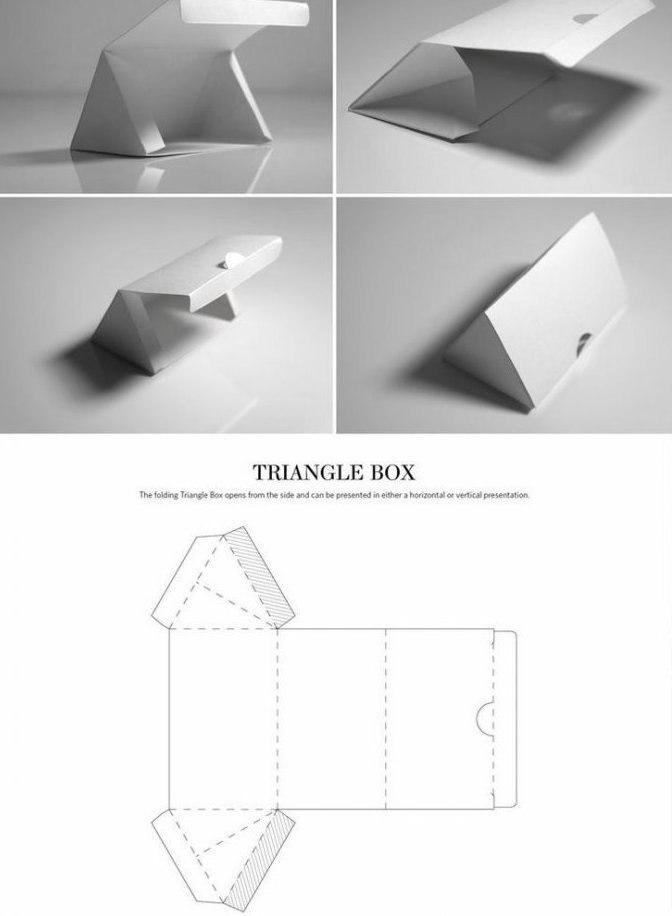 TRIANGLE BOX
The folding Triangle Box opens from the side and can be presented in either a horizontal or vertical presentation.